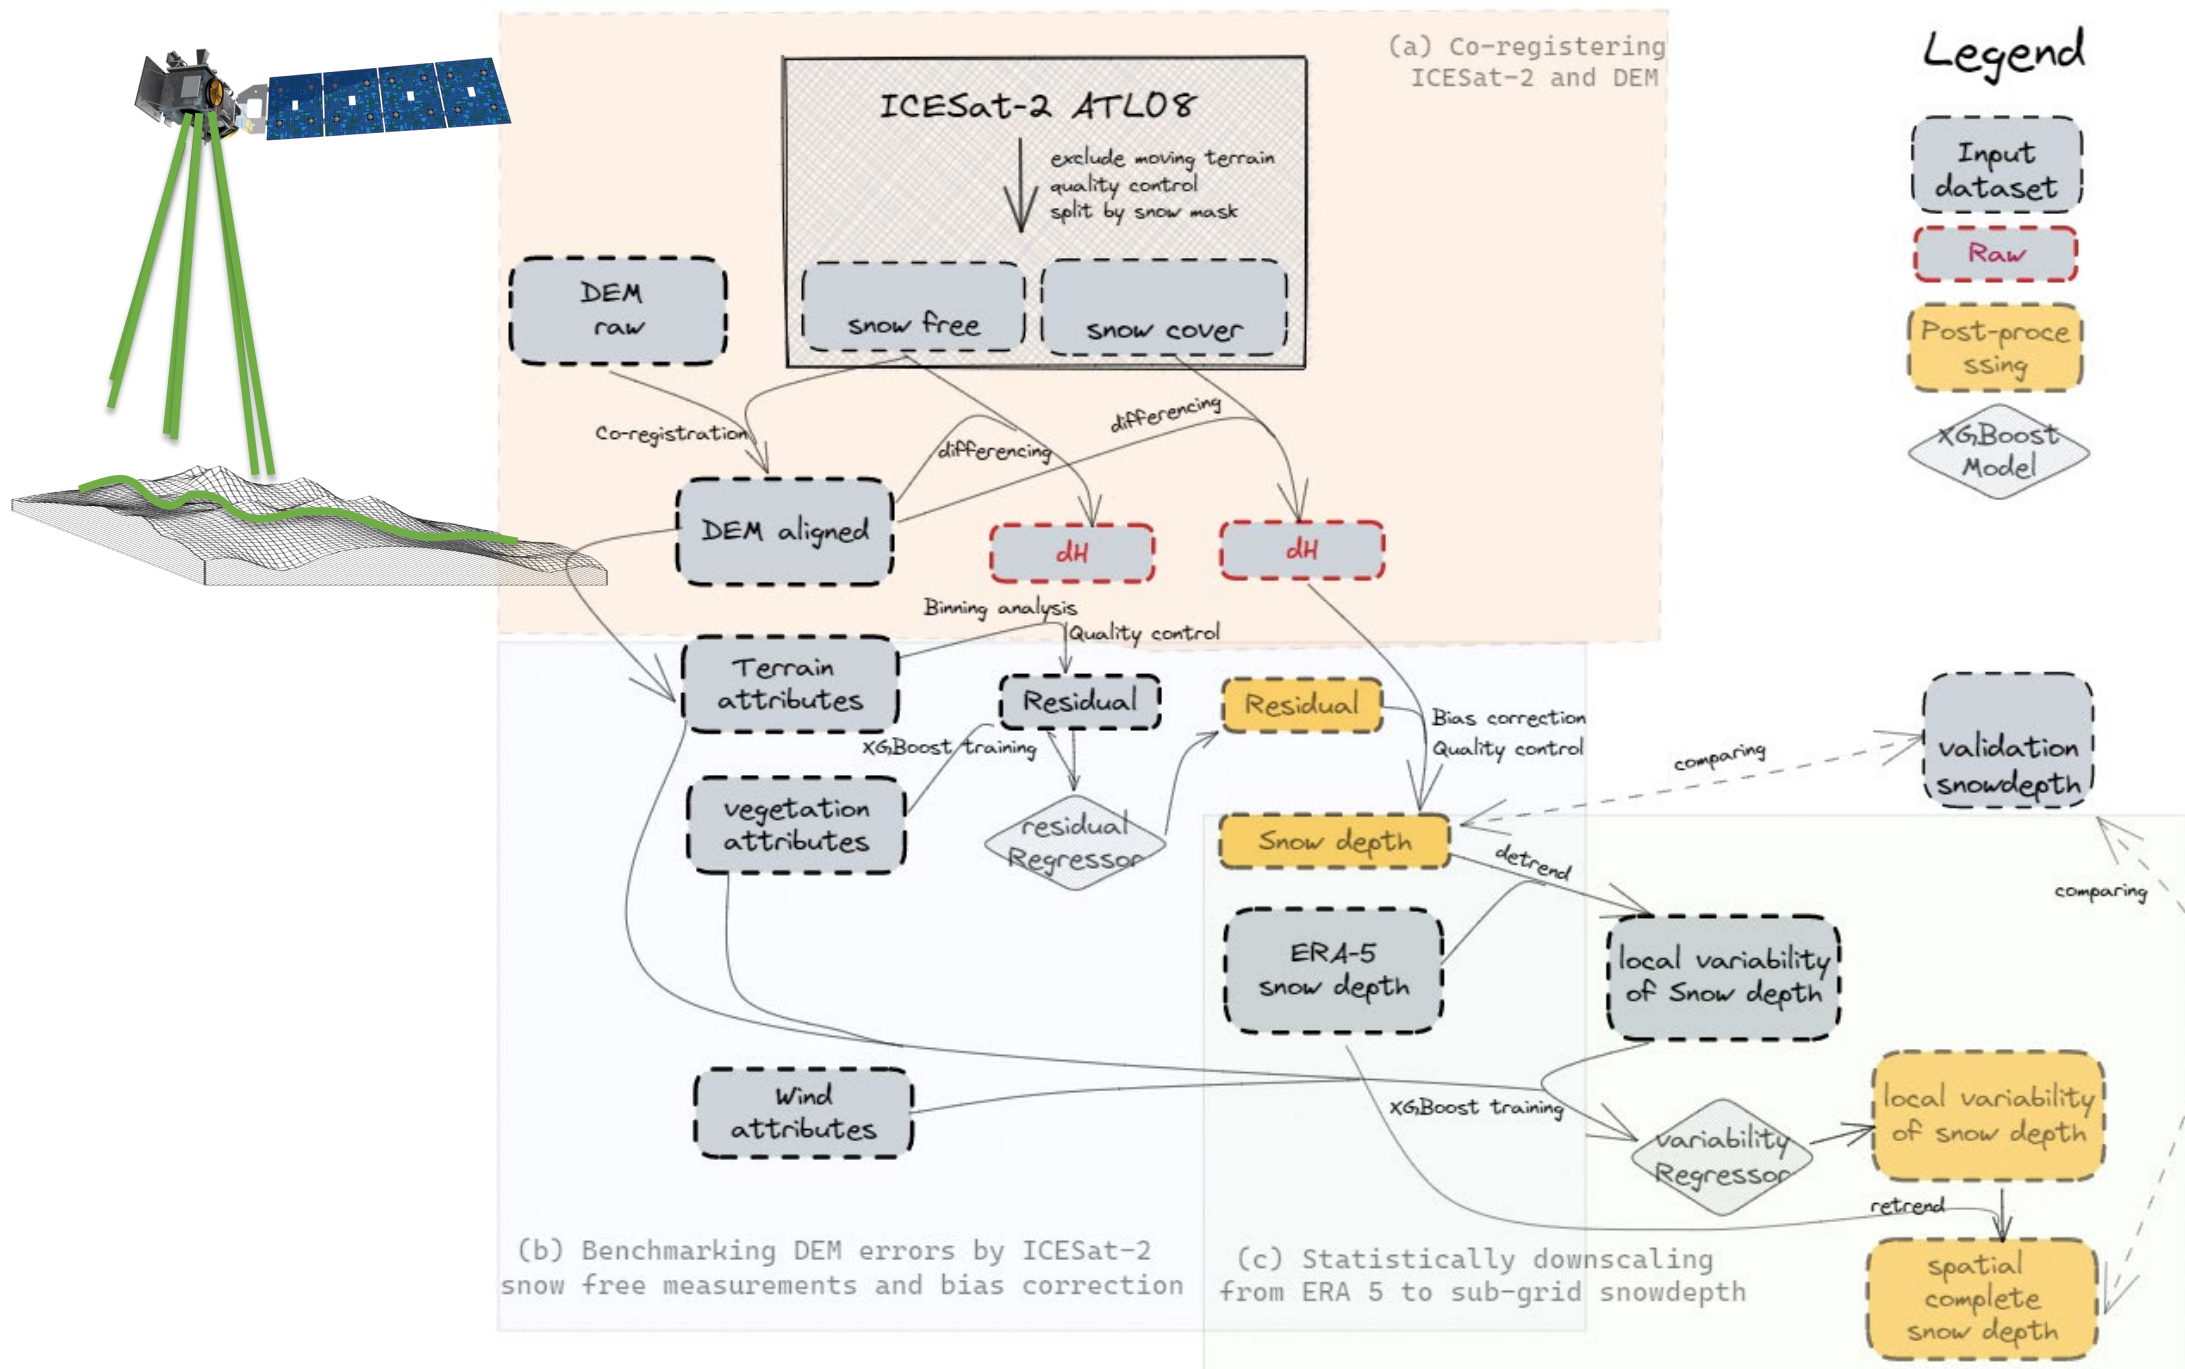 (a) Co-registering
ICESat-2 and DEM
ICESat-2 ATL08
exclude moving terrain
quality control
split by snow mask
DEM
raw
snow free
snow cover
Co-registration
differencing
differencing
DEM aligned
dH
dH
Binning analysis
Quality control
Terrain
attributes
Residual
Residual
XGBoost training
Bias correction
Quality control
vegetation
attributes
residual
Regressor
Snow depth
detrend
comparing
validation
snowdepth
comparing
ERA-5
snow depth
local variability
of Snow depth
Wind
attributes
XGBoost training
variability
Regressor
local variability
of snow depth
retrend
spatial
complete
snow depth
(b) Benchmarking DEM errors by ICESat-2
snow free measurements and bias correction
(c) Statistically downscaling
from ERA 5 to sub-grid snowdepth
Legend
Input
dataset
Raw
Post-proce
ssing
XGBoost
Model